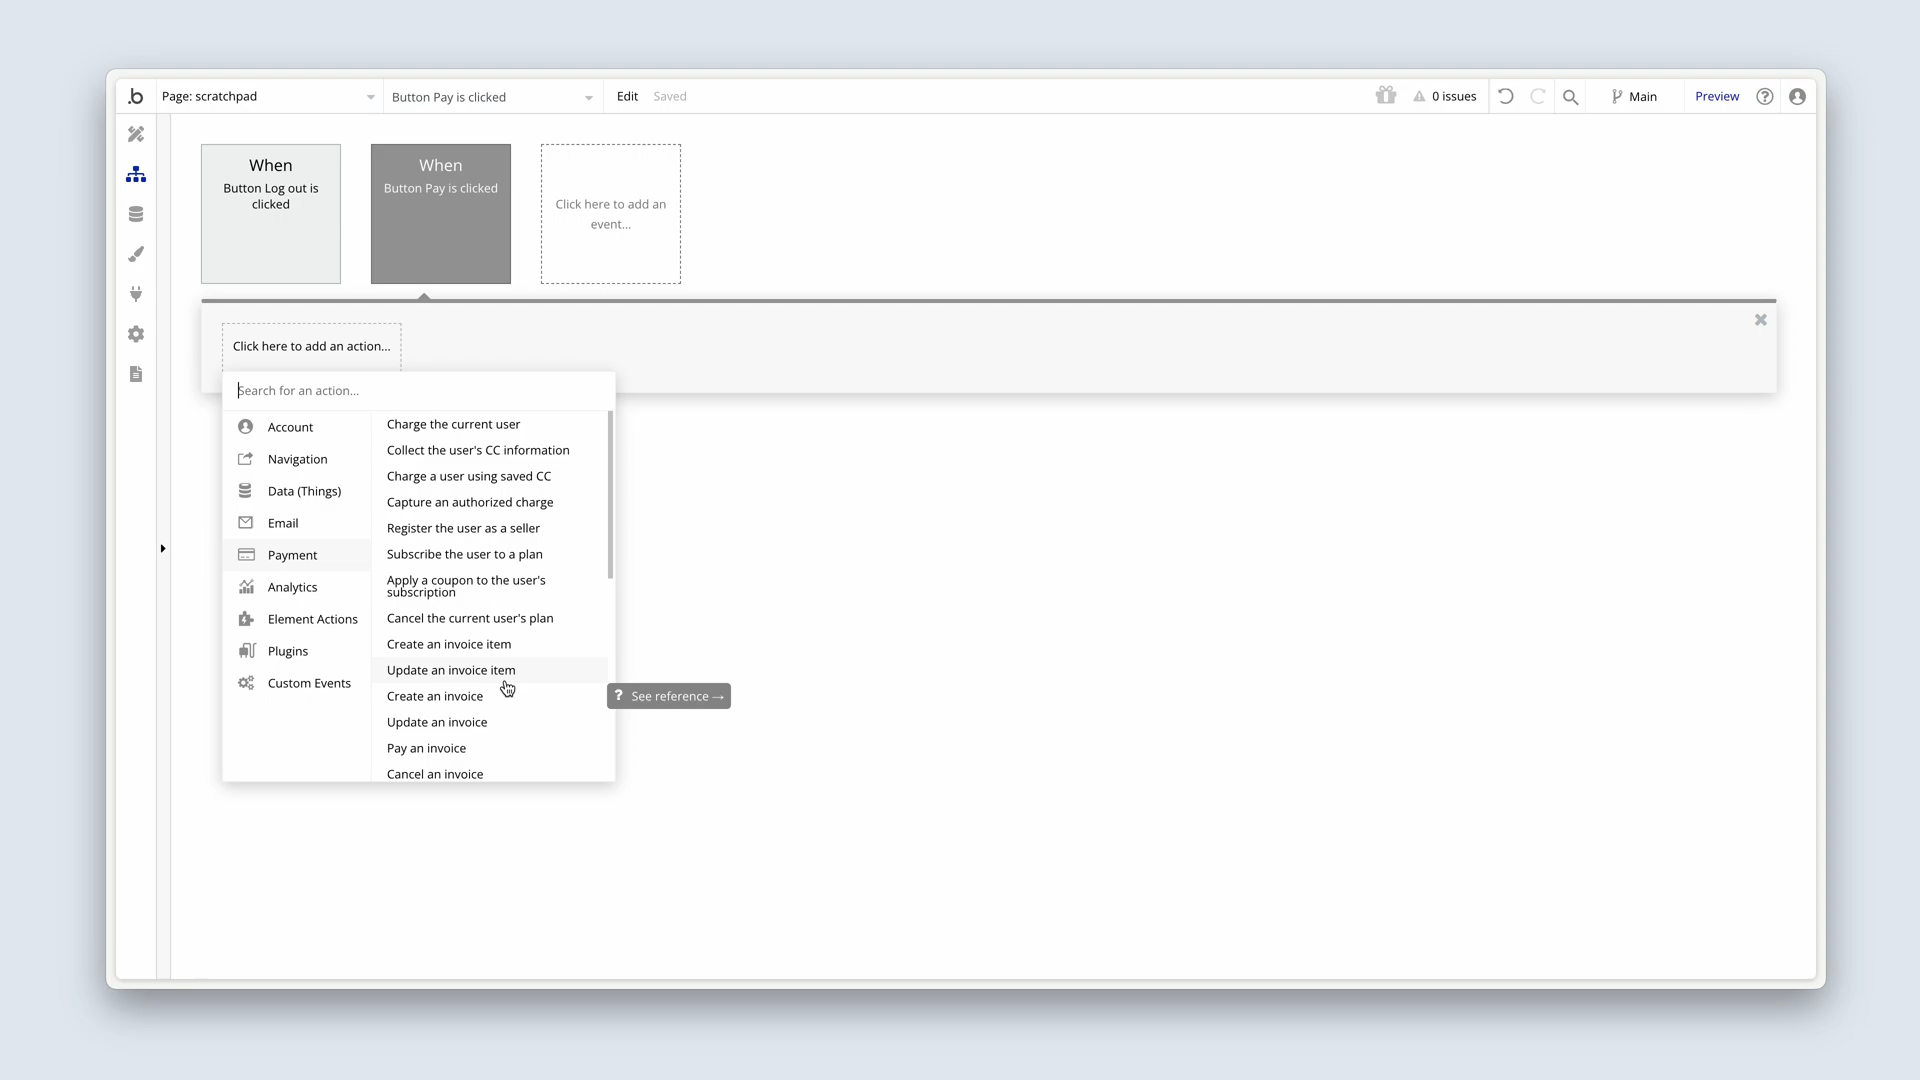 .b Page: scratchpad Button Pay is clicked Edit Saved 0 issues Main Preview ?
When
Button Log out is
clicked
When
Button Pay is clicked
Click here to add an
event...
Click here to add an action...
Search for an action...
Account
Navigation
Data (Things)
Email
Payment
Analytics
Element Actions
Plugins
Custom Events
Charge the current user
Collect the user's CC information
Charge a user using saved CC
Capture an authorized charge
Register the user as a seller
Subscribe the user to a plan
Apply a coupon to the user's
subscription
Cancel the current user's plan
Create an invoice item
Update an invoice item
Create an invoice
Update an invoice
Pay an invoice
Cancel an invoice
? See reference →